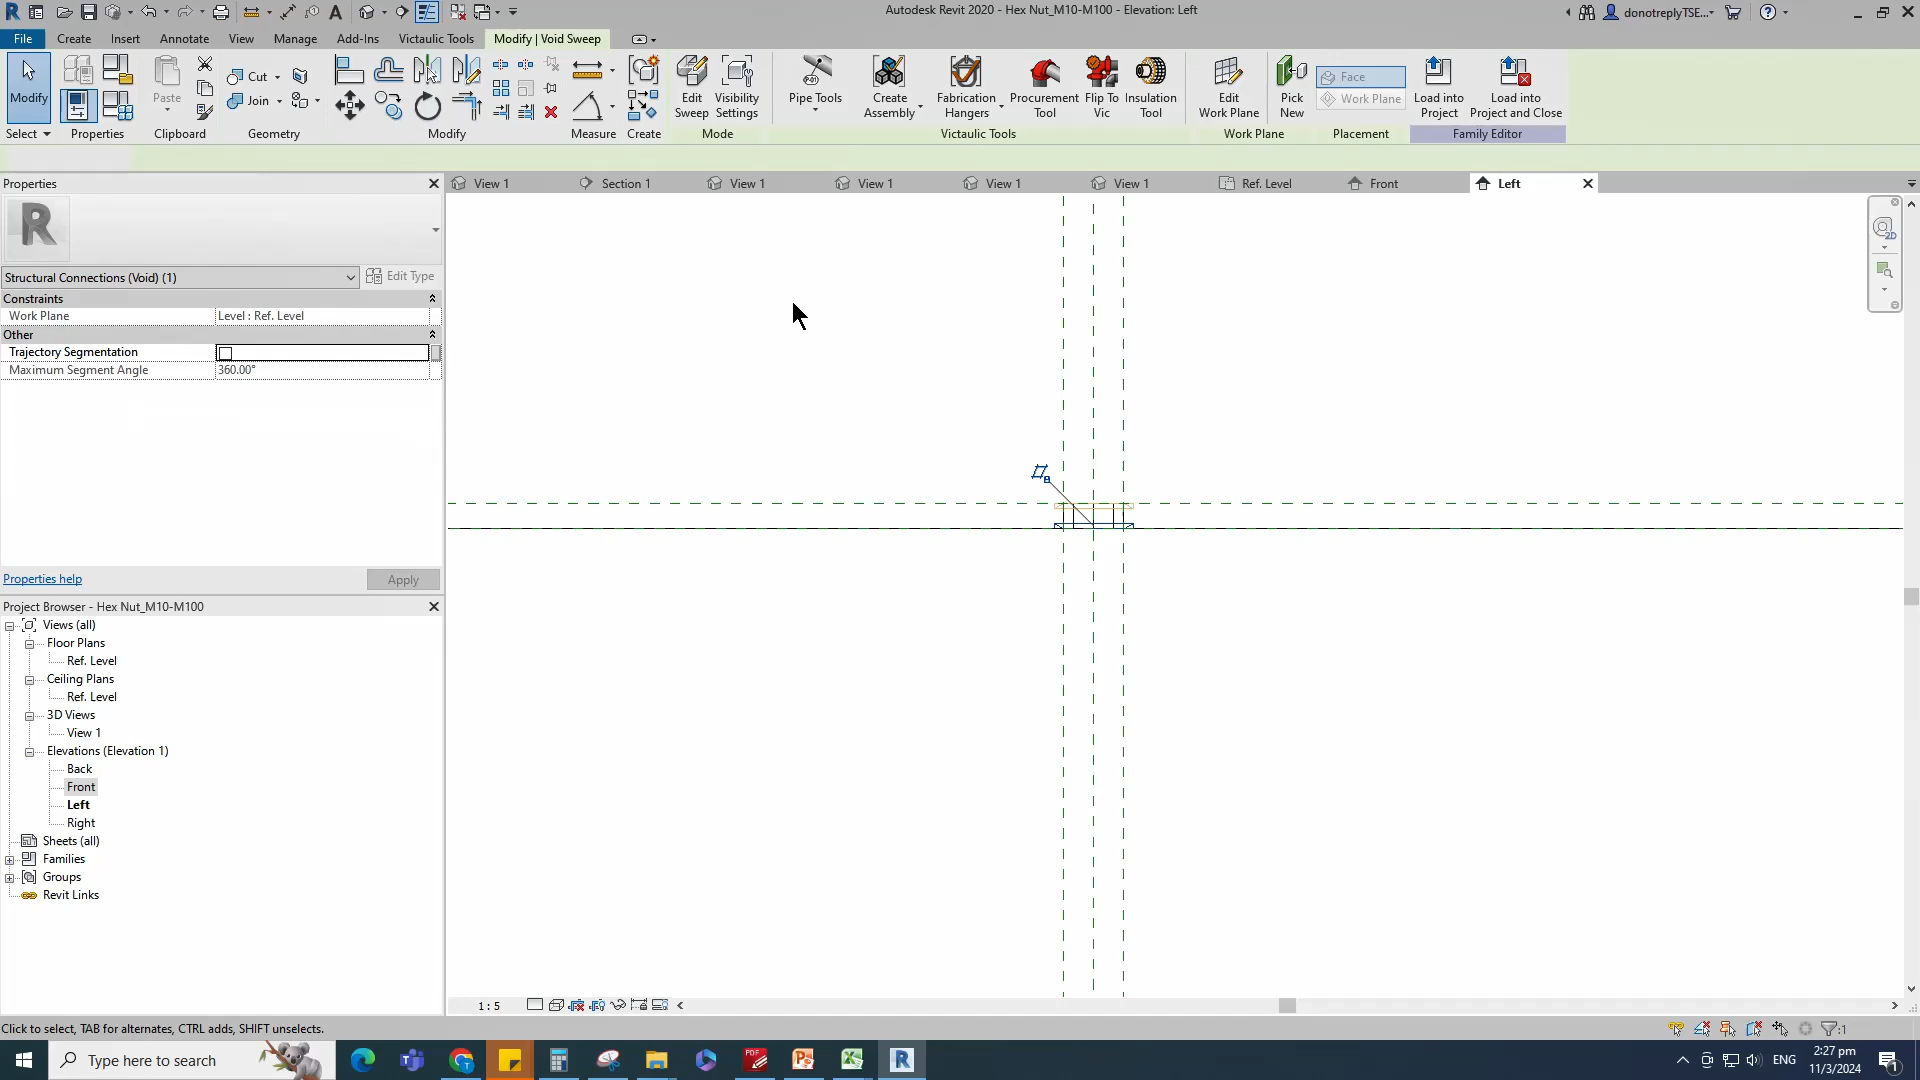 Autodesk Revit 2020 - Hex Nut_M10-M100 - Elevation: Left
donotreplyTSE...
File
Create
Insert
Annotate
View
Manage
Add-Ins
Victaulic Tools
Modify | Void Sweep
Modify
Paste
Cut
Join
Edit Sweep
Visibility Settings
Pipe Tools
Create Assembly
Fabrication Hangers
Procurement Tool
Flip To Vic
Insulation Tool
Edit Work Plane
Pick New
Face
Work Plane
Load into Project
Load into Project and Close
Select
Properties
Clipboard
Geometry
Modify
Measure
Create
Mode
Victaulic Tools
Work Plane
Placement
Family Editor
Properties
View 1
Section 1
View 1
View 1
View 1
View 1
Ref. Level
Front
Left
R
Structural Connections (Void) (1)
Edit Type
Constraints
Work Plane
Level : Ref. Level
Other
Trajectory Segmentation
Maximum Segment Angle
360.00°
Properties help
Apply
Project Browser - Hex Nut_M10-M100
Views (all)
Floor Plans
Ref. Level
Ceiling Plans
Ref. Level
3D Views
View 1
Elevations (Elevation 1)
Back
Front
Left
Right
Sheets (all)
Families
Groups
Revit Links
2D
1 : 5
Click to select, TAB for alternates, CTRL adds, SHIFT unselects.
:1
Type here to search
ENG
2:27 pm
11/3/2024
1